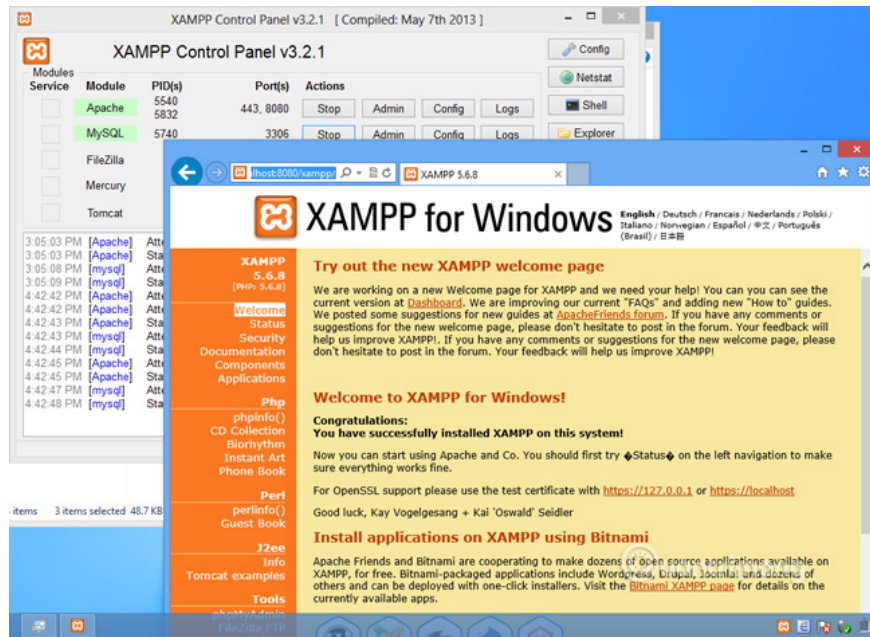 XAMPP Control Panel v3.2.1 [ Compiled: May 7th 2013 ]
XAMPP Control Panel v3.2.1
Config
Modules
Service Module PID(s) Port(s) Actions
Netstat
Apache 5540 5832 443, 8080 Stop Admin Config Logs
Shell
MySQL 5740 3306 Stop Admin Config Logs
Explorer
FileZilla
Mercury
Tomcat
3:05:03 PM [Apache] Atte
3:05:03 PM [Apache] Sta
3:05:08 PM [mysql] Atte
3:05:09 PM [mysql] Sta
4:42:42 PM [Apache] Atte
4:42:42 PM [Apache] Atte
4:42:43 PM [Apache] Sta
4:42:43 PM [mysql] Atte
4:42:44 PM [mysql] Sta
4:42:45 PM [Apache] Atte
4:42:45 PM [Apache] Sta
4:42:47 PM [mysql] Atte
4:42:48 PM [mysql] Sta
items 3 items selected 48.7 KB
lhost:8080/xampp/
XAMPP 5.6.8
XAMPP for Windows
English / Deutsch / Francais / Nederlands / Polski /
Italiano / Norwegian / Español / 中文 / Português
(Brasil) / 日本語
XAMPP
5.6.8
[PHP: 5.6.8]
Welcome
Status
Security
Documentation
Components
Applications
Php
phpinfo()
CD Collection
Biorhythm
Instant Art
Phone Book
Perl
perlinfo()
Guest Book
J2ee
Info
Tomcat examples
Tools
phpMyAdmin
FileZilla FTP
Try out the new XAMPP welcome page
We are working on a new Welcome page for XAMPP and we need your help! You can you can see the
current version at Dashboard. We are improving our current "FAQs" and adding new "How to" guides.
We posted some suggestions for new guides at ApacheFriends forum. If you have any comments or
suggestions for the new welcome page, please don't hesitate to post in the forum. Your feedback will
help us improve XAMPP!. If you have any comments or suggestions for the new welcome page, please
don't hesitate to post in the forum. Your feedback will help us improve XAMPP!
Welcome to XAMPP for Windows!
Congratulations:
You have successfully installed XAMPP on this system!
Now you can start using Apache and Co. You should first try �Status� on the left navigation to make
sure everything works fine.
For OpenSSL support please use the test certificate with https://127.0.0.1 or https://localhost
Good luck, Kay Vogelgesang + Kai 'Oswald' Seidler
Install applications on XAMPP using Bitnami
Apache Friends and Bitnami are cooperating to make dozens of open source applications available on
XAMPP, for free. Bitnami-packaged applications include Wordpress, Drupal, Joomla! and dozens of
others and can be deployed with one-click installers. Visit the Bitnami XAMPP page for details on the
currently available apps.